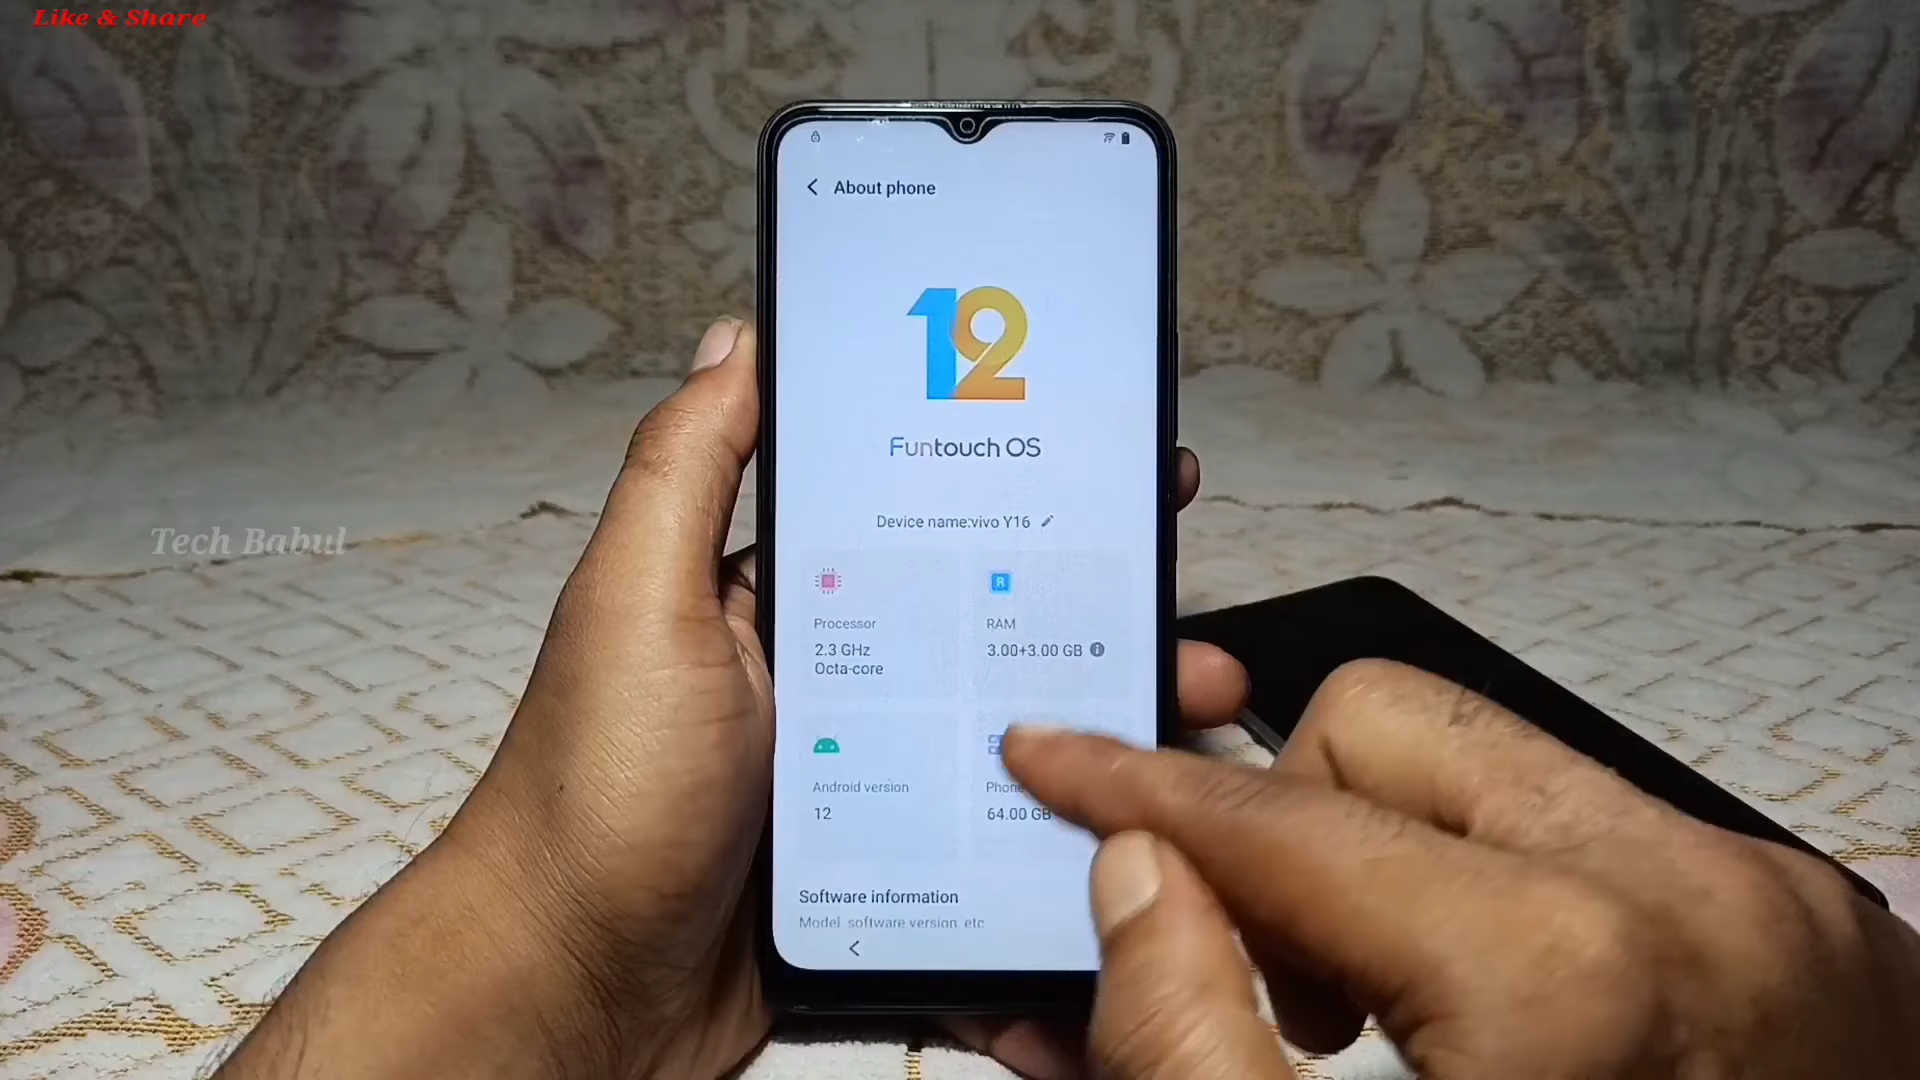 Like & Share
About phone
12
Funtouch OS
Device name:vivo Y16
Processor
2.3 GHz
Octa-core
R
RAM
3.00+3.00 GB
Android version
12
Phone
64.00 GB
Software information
Model, software version, etc
Tech Babul